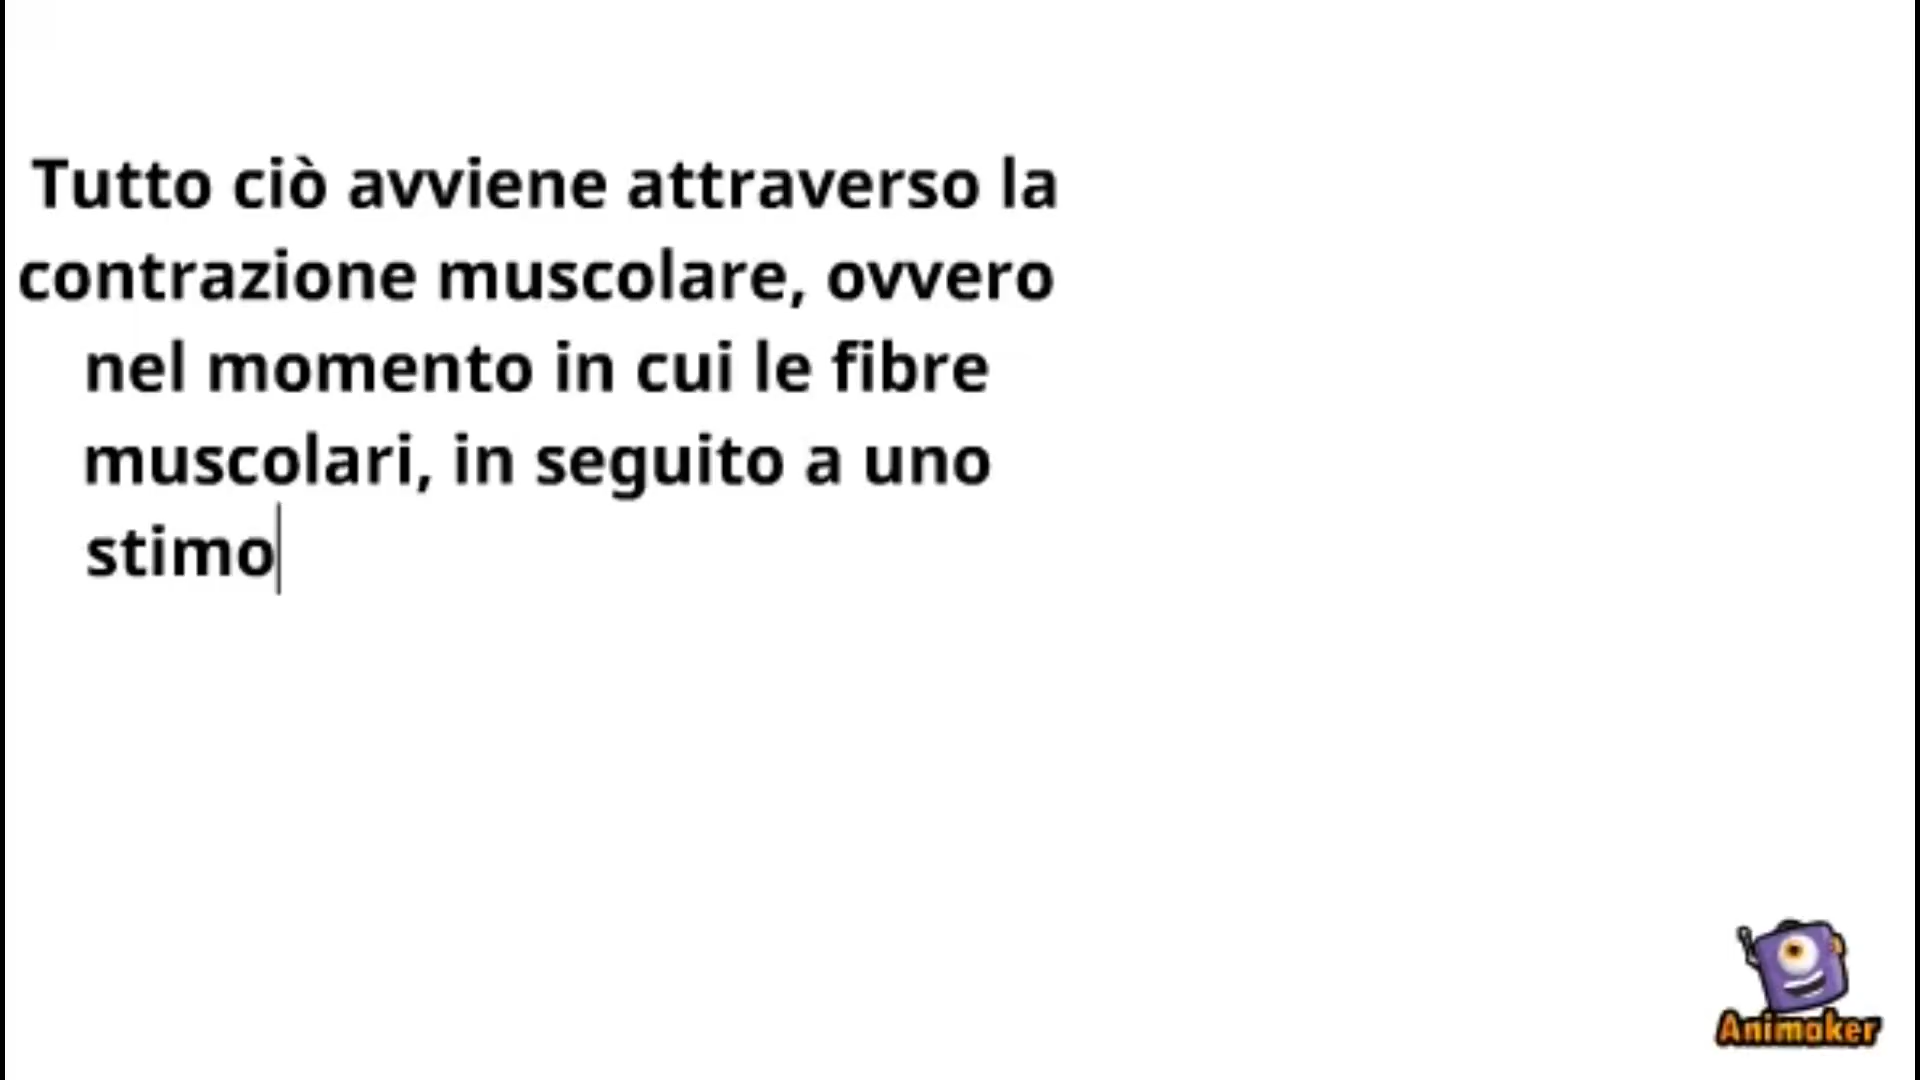 Tutto ciò avviene attraverso la
contrazione muscolare, ovvero
nel momento in cui le fibre
muscolari, in seguito a uno
stimo
Animaker